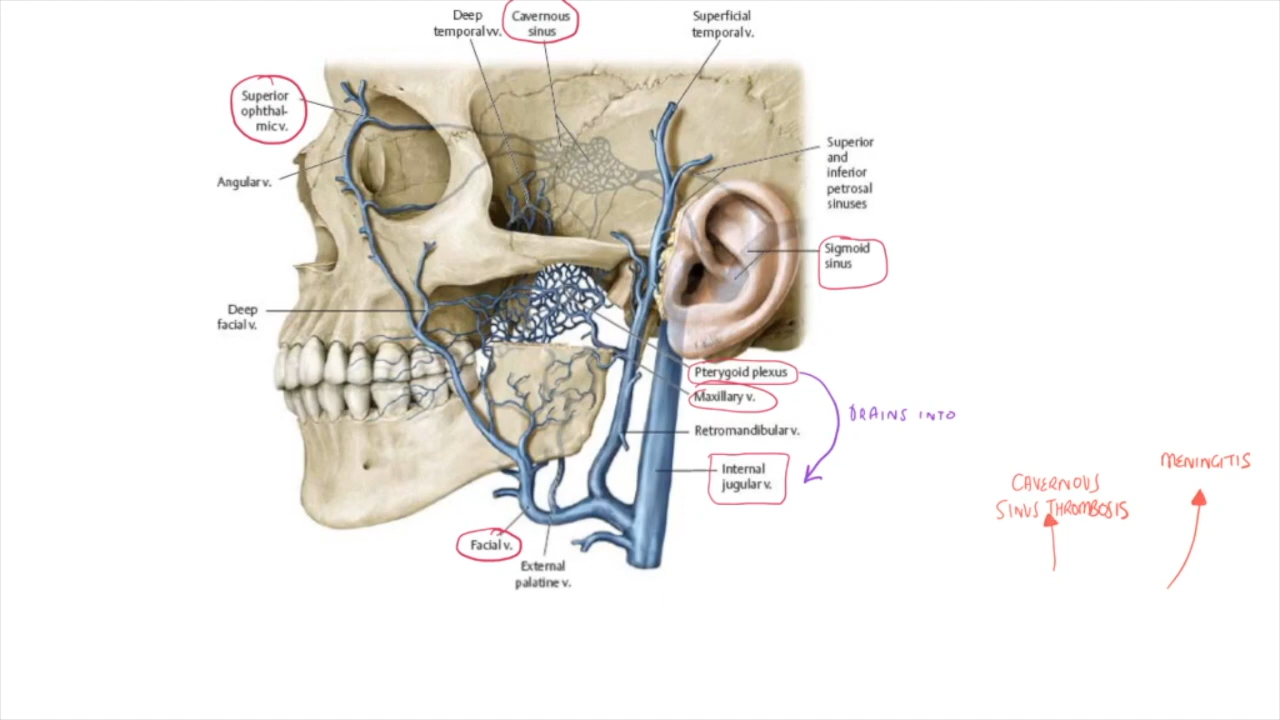 Deep
temporal vv.
Cavernous
sinus
Superficial
temporal v.
Superior
ophthal-
mic v.
Angular v.
Superior
and
inferior
petrosal
sinuses
Sigmoid
sinus
Deep
facial v.
Pterygoid plexus
Maxillary v.
DRAINS INTO
Retromandibular v.
Internal
jugular v.
MENINGITIS
CAVERNOUS
SINUS THROMBOSIS
Facial v.
External
palatine v.